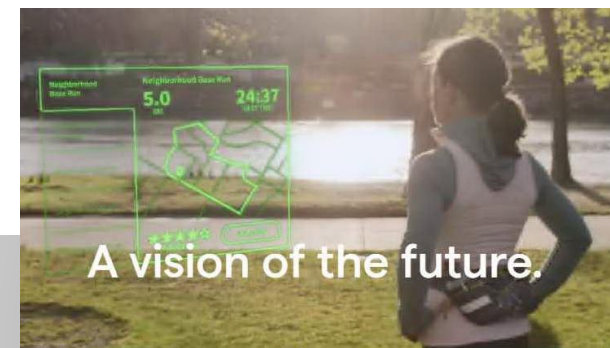 Neighborhood
Base Run
Neighborhood Base Run
5.0
24:37
A vision of the future.